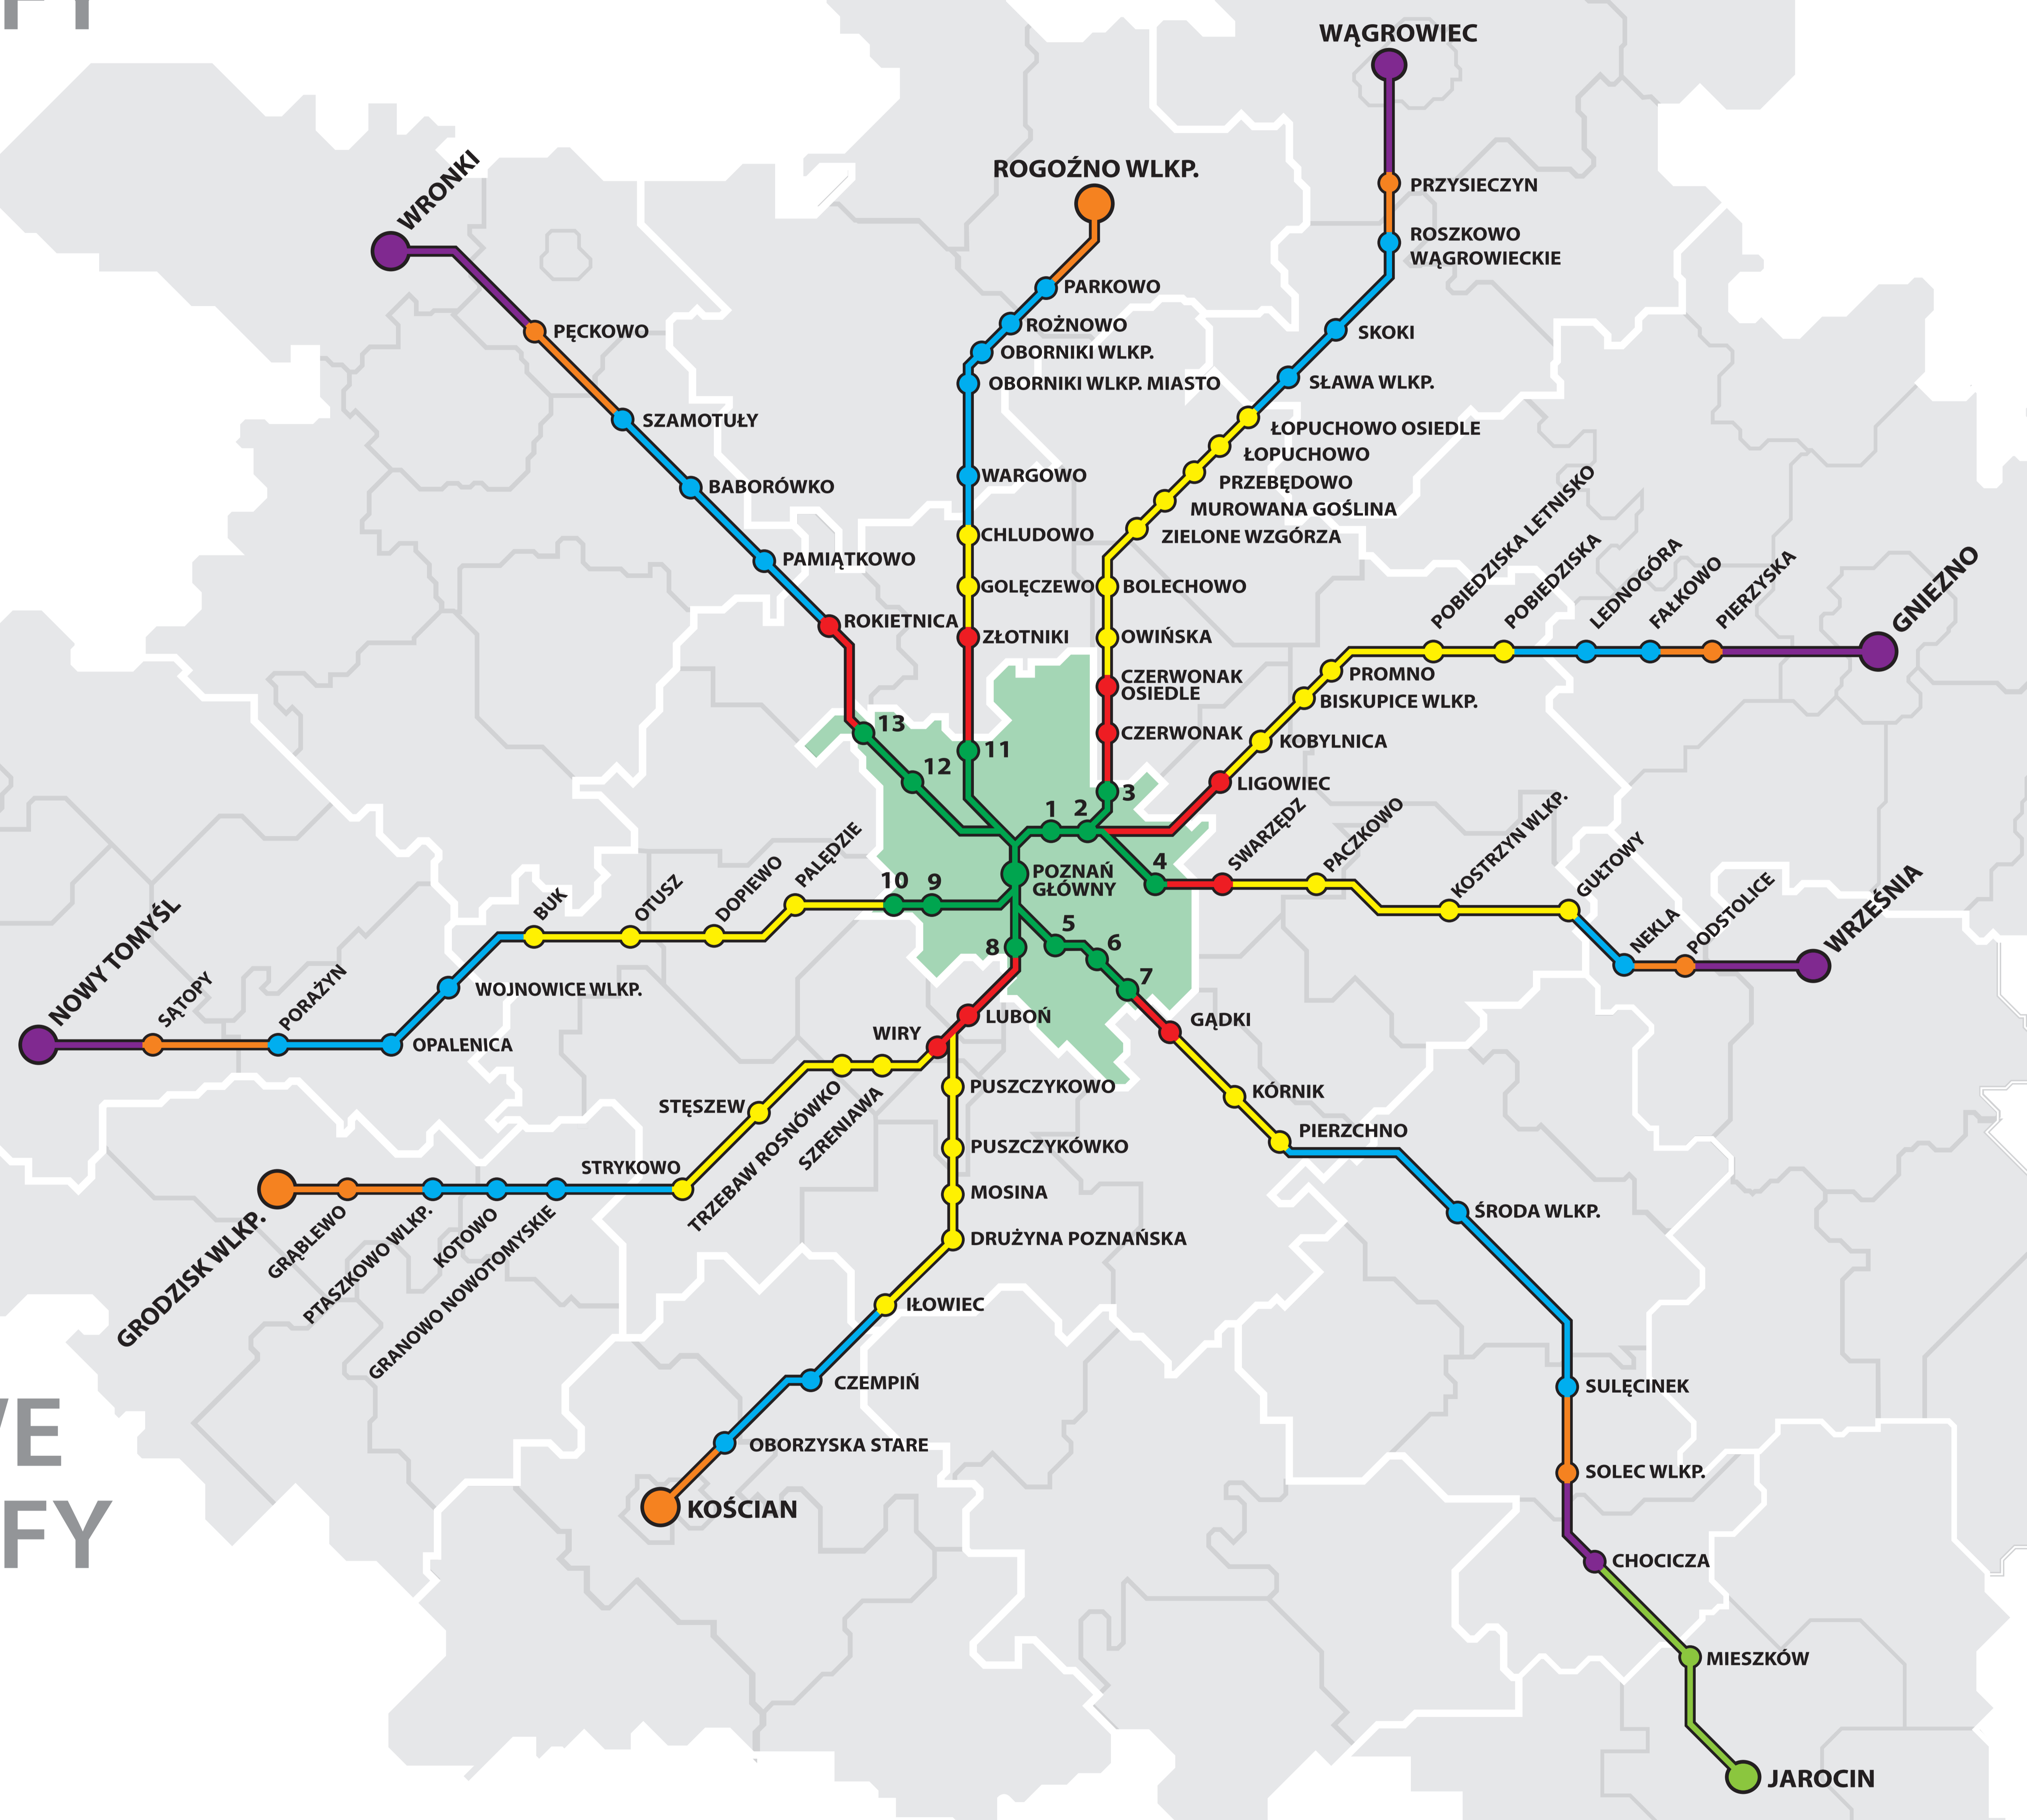 FY
WĄGROWIEC
PRZYSIECZYN
ROSZKOWO
WĄGROWIECKIE
SKOKI
SŁAWA WLKP.
ŁOPUCHOWO OSIEDLE
ŁOPUCHOWO
PRZEBĘDOWO
MUROWANA GOŚLINA
ZIELONE WZGÓRZA
BOLECHOWO
OWIŃSKA
CZERWONAK
OSIEDLE
CZERWONAK
3
ROGOŹNO WLKP.
PARKOWO
ROŻNOWO
OBORNIKI WLKP.
OBORNIKI WLKP. MIASTO
WARGOWO
CHLUDOWO
GOLĘCZEWO
ZŁOTNIKI
11
WRONKI
PĘCKOWO
SZAMOTUŁY
BABORÓWKO
PAMIĄTKOWO
ROKIETNICA
13
12
1
2
POBIEDZISKA LETNISKO
POBIEDZISKA
LEDNOGÓRA
FAŁKOWO
PIERZYSKA
GNIEZNO
PROMNO
BISKUPICE WLKP.
KOBYLNICA
LIGOWIEC
4
SWARZĘDZ
PACZKOWO
KOSTRZYN WLKP.
GUŁTOWY
NEKLA
PODSTOLICE
WRZEŚNIA
POZNAŃ
GŁÓWNY
NOWY TOMYŚL
SĄTOPY
PORAŻYN
OPALENICA
WOJNOWICE WLKP.
BUK
OTUSZ
DOPIEWO
PALĘDZIE
10
9
8
5
6
7
LUBOŃ
WIRY
GĄDKI
KÓRNIK
PIERZCHNO
ŚRODA WLKP.
SULĘCINEK
SOLEC WLKP.
CHOCICZA
MIESZKÓW
JAROCIN
PUSZCZYKOWO
PUSZCZYKÓWKO
MOSINA
DRUŻYNA POZNAŃSKA
IŁOWIEC
CZEMPIŃ
OBORZYSKA STARE
KOŚCIAN
SZRENIAWA
TRZEBAW ROSNÓWKO
STĘSZEW
STRYKOWO
GRANOWO NOWOTOMYSKIE
KOTOWO
PTASZKOWO WLKP.
GRĄBLEWO
GRODZISK WLKP.
VE
FY